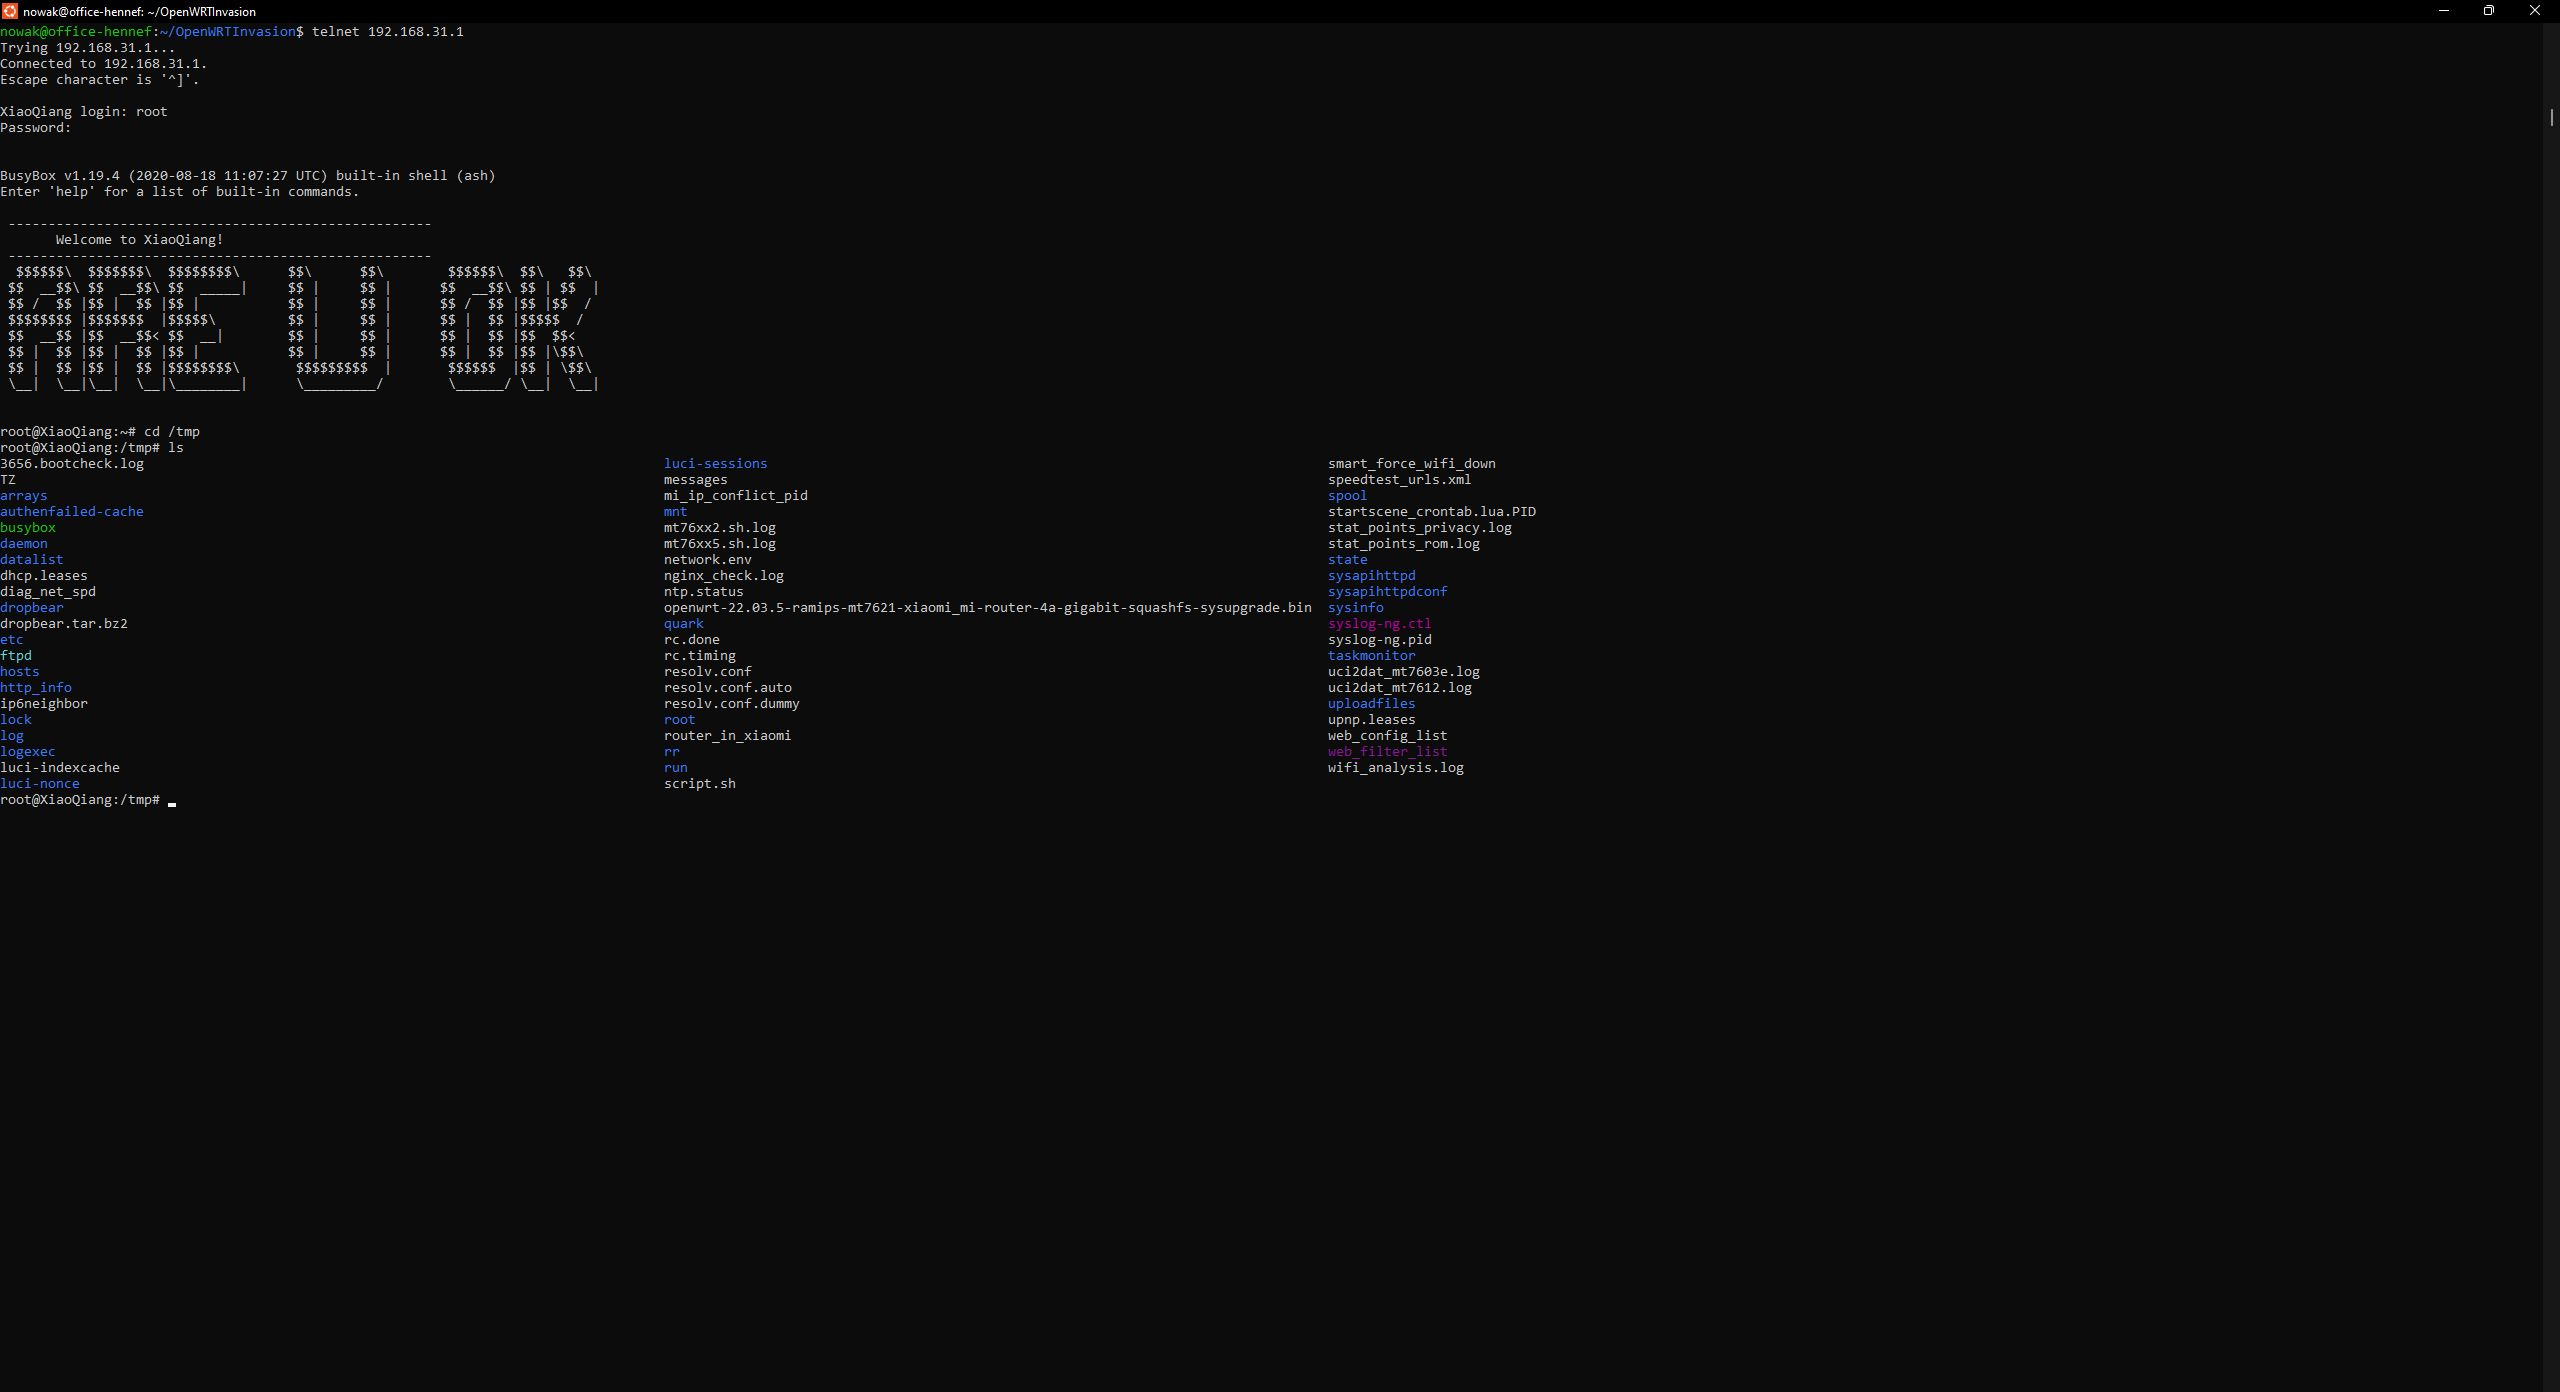 nowak@office-hennef: ~/OpenWRTInvasion
nowak@office-hennef:~/OpenWRTInvasion$ telnet 192.168.31.1
Trying 192.168.31.1...
Connected to 192.168.31.1.
Escape character is '^]'.
XiaoQiang login: root
Password:
BusyBox v1.19.4 (2020-08-18 11:07:27 UTC) built-in shell (ash)
Enter 'help' for a list of built-in commands.
-----------------------------------------------------
Welcome to XiaoQiang!
-----------------------------------------------------
 $$$$$$\  $$$$$$$\  $$$$$$$$\      $$\      $$\        $$$$$$\  $$\   $$\
$$  __$$\ $$  __$$\ $$  _____|     $$ |     $$ |      $$  __$$\ $$ | $$  |
$$ /  $$ |$$ |  $$ |$$ |           $$ |     $$ |      $$ /  $$ |$$ |$$  /
$$$$$$$$ |$$$$$$$  |$$$$$\         $$ |     $$ |      $$ |  $$ |$$$$$  /
$$  __$$ |$$  __$$< $$  __|        $$ |     $$ |      $$ |  $$ |$$  $$<
$$ |  $$ |$$ |  $$ |$$ |           $$ |     $$ |      $$ |  $$ |$$ |\$$\
$$ |  $$ |$$ |  $$ |$$$$$$$$\       $$$$$$$$$  |       $$$$$$  |$$ | \$$\
\__|  \__|\__|  \__|\________|      \_________/        \______/ \__|  \__|
root@XiaoQiang:~# cd /tmp
root@XiaoQiang:/tmp# ls
3656.bootcheck.log luci-sessions smart_force_wifi_down
TZ messages speedtest_urls.xml
arrays mi_ip_conflict_pid spool
authenfailed-cache mnt startscene_crontab.lua.PID
busybox mt76xx2.sh.log stat_points_privacy.log
daemon mt76xx5.sh.log stat_points_rom.log
datalist network.env state
dhcp.leases nginx_check.log sysapihttpd
diag_net_spd ntp.status sysapihttpdconf
dropbear openwrt-22.03.5-ramips-mt7621-xiaomi_mi-router-4a-gigabit-squashfs-sysupgrade.bin sysinfo
dropbear.tar.bz2 quark syslog-ng.ctl
etc rc.done syslog-ng.pid
ftpd rc.timing taskmonitor
hosts resolv.conf uci2dat_mt7603e.log
http_info resolv.conf.auto uci2dat_mt7612.log
ip6neighbor resolv.conf.dummy uploadfiles
lock root upnp.leases
log router_in_xiaomi web_config_list
logexec rr web_filter_list
luci-indexcache run wifi_analysis.log
luci-nonce script.sh
root@XiaoQiang:/tmp#